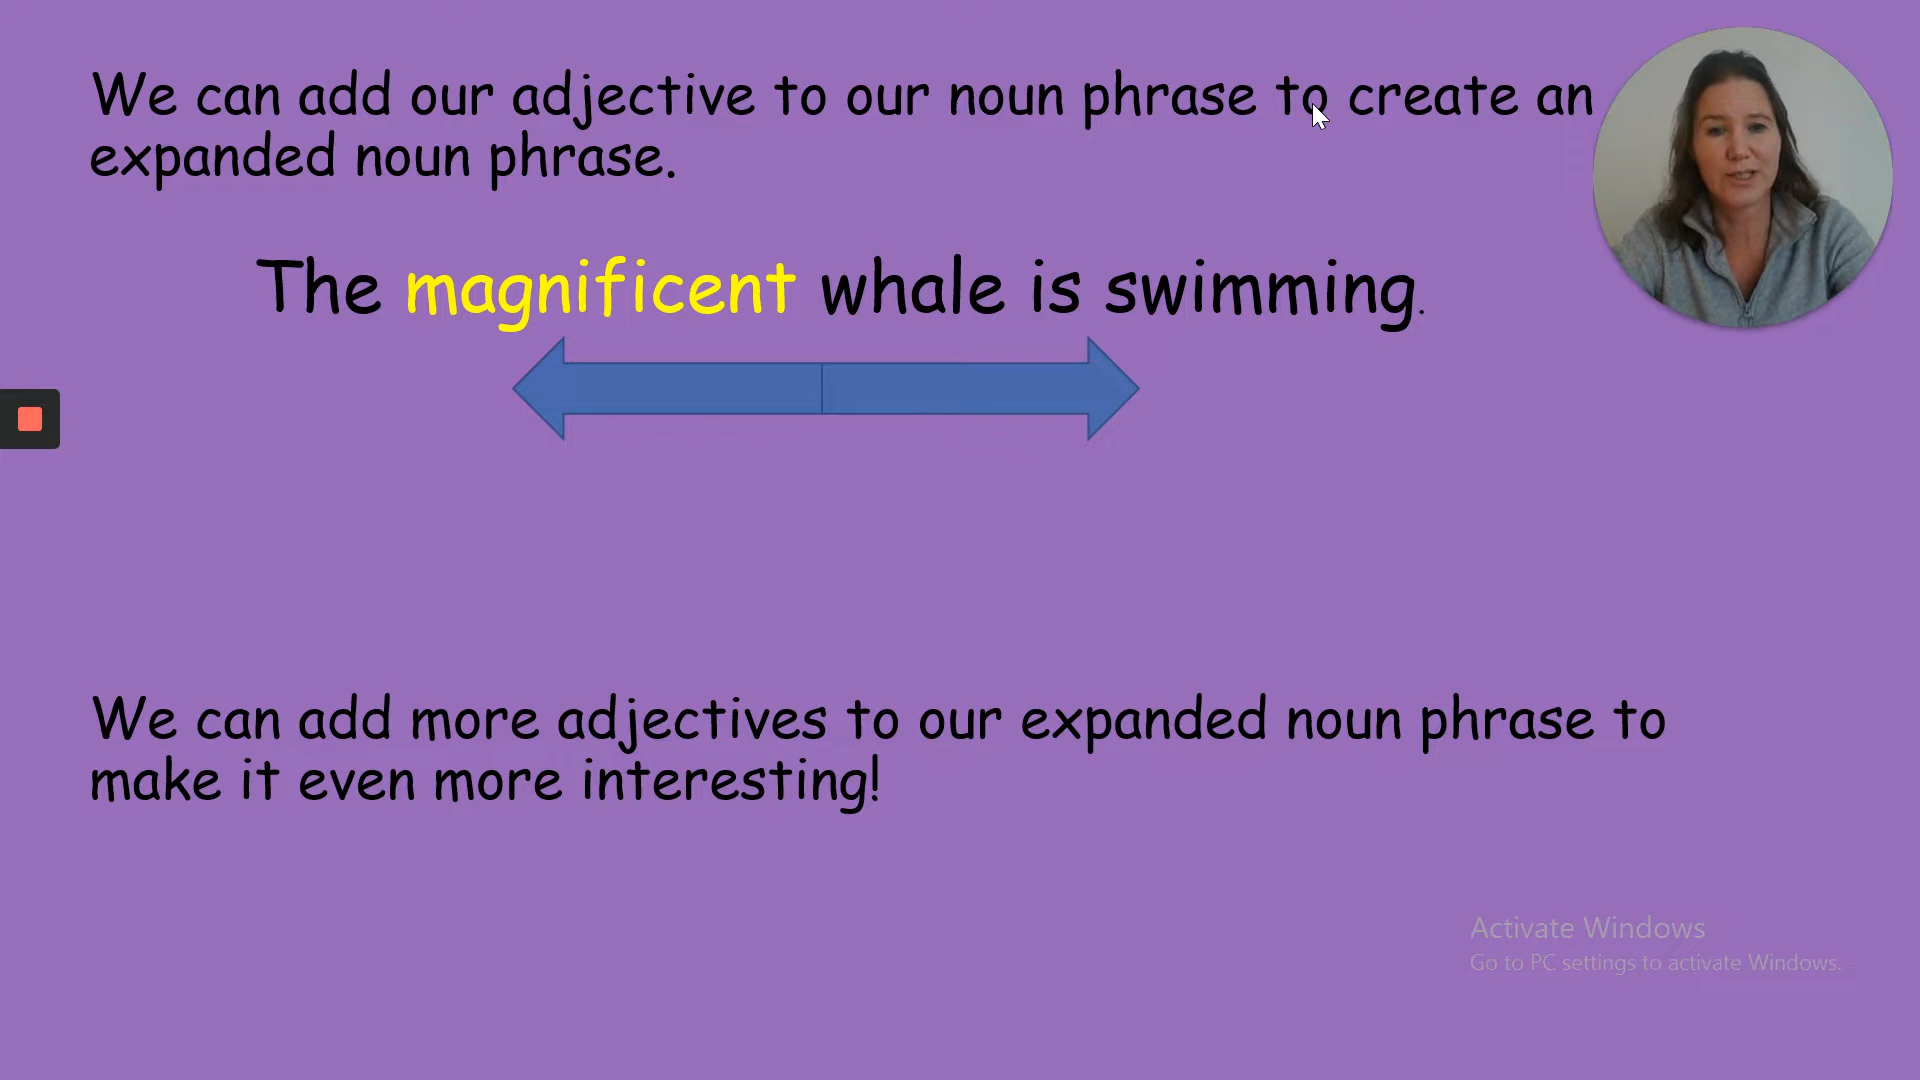 We can add our adjective to our noun phrase to create an
expanded noun phrase.
The magnificent whale is swimming.
We can add more adjectives to our expanded noun phrase to
make it even more interesting!
Activate Windows
Go to PC settings to activate Windows.